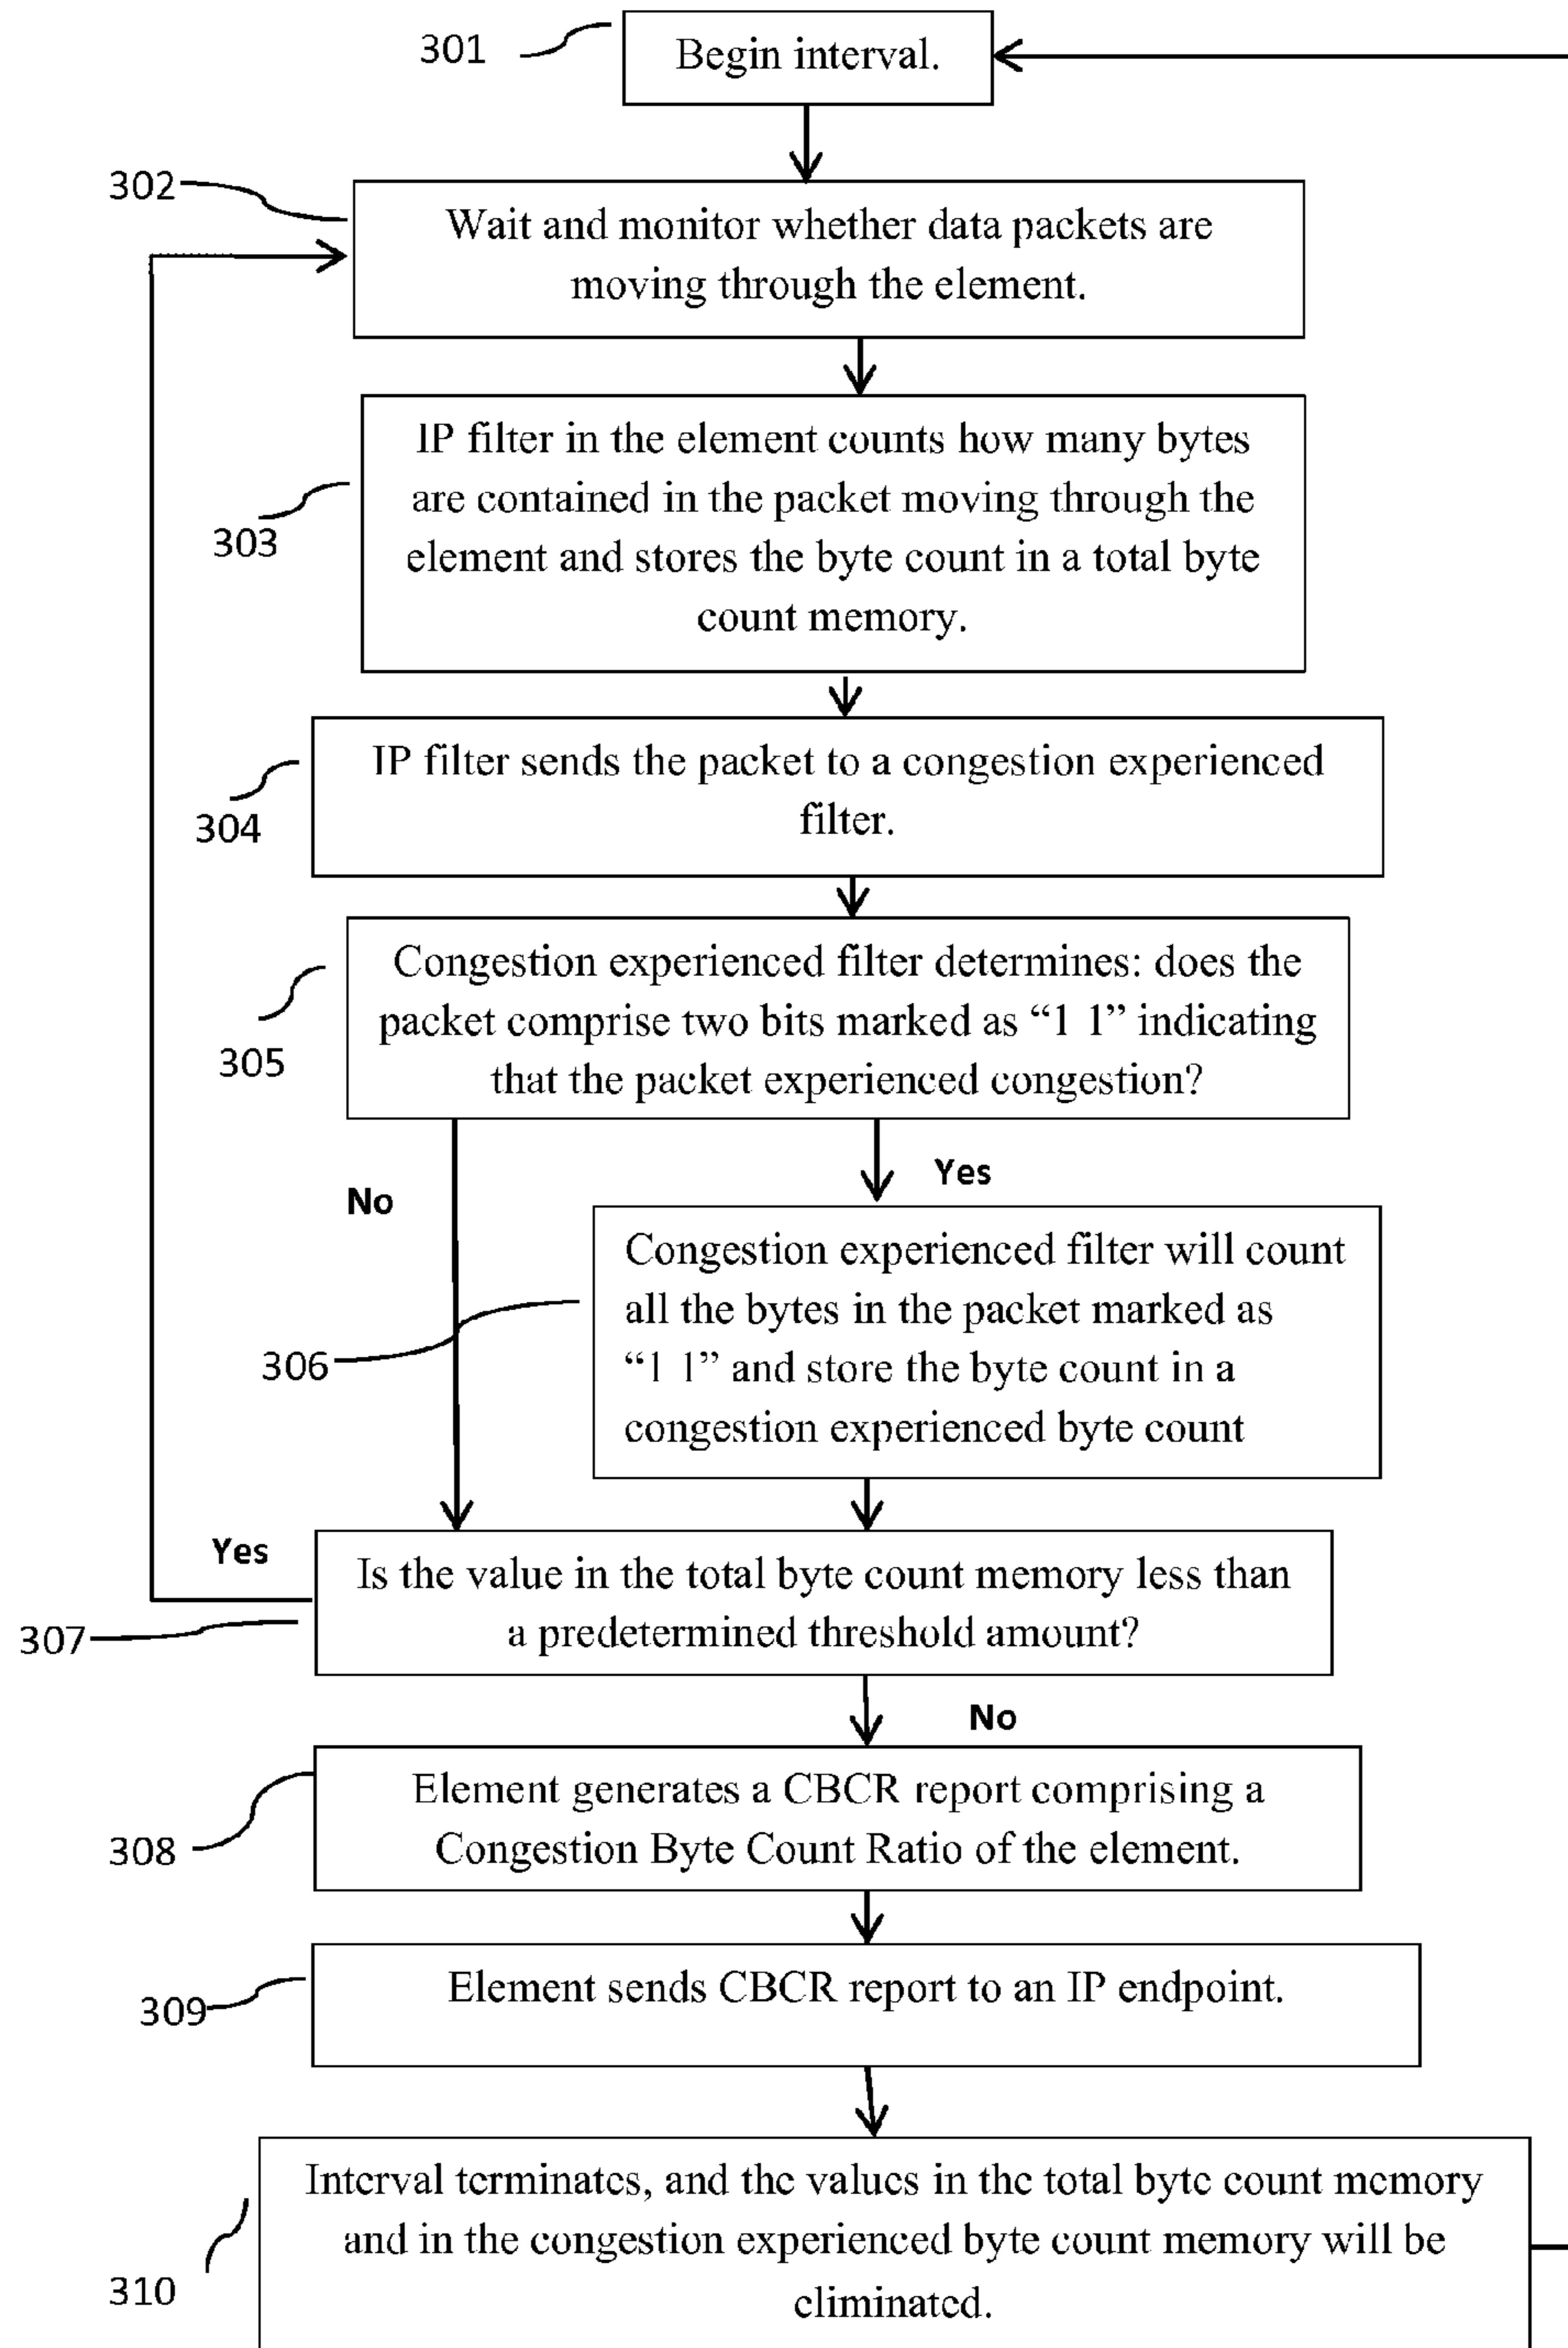 301
Begin interval.
302
Wait and monitor whether data packets are
moving through the element.
IP filter in the element counts how many bytes
are contained in the packet moving through the
303
element and stores the byte count in a total byte
count memory.
IP filter sends the packet to a congestion experienced
304
filter.
Congestion experienced filter determines: does the
packet comprise two bits marked as “1 1” indicating
305
that the packet experienced congestion?
Yes
No
Congestion experienced filter will count
all the bytes in the packet marked as
306
“1 1” and store the byte count in a
congestion experienced byte count
Yes
Is the value in the total byte count memory less than
307
a predetermined threshold amount?
No
Element generates a CBCR report comprising a
308
Congestion Byte Count Ratio of the element.
Element sends CBCR report to an IP endpoint.
309
Interval terminates, and the values in the total byte count memory
and in the congestion experienced byte count memory will be
310
eliminated.